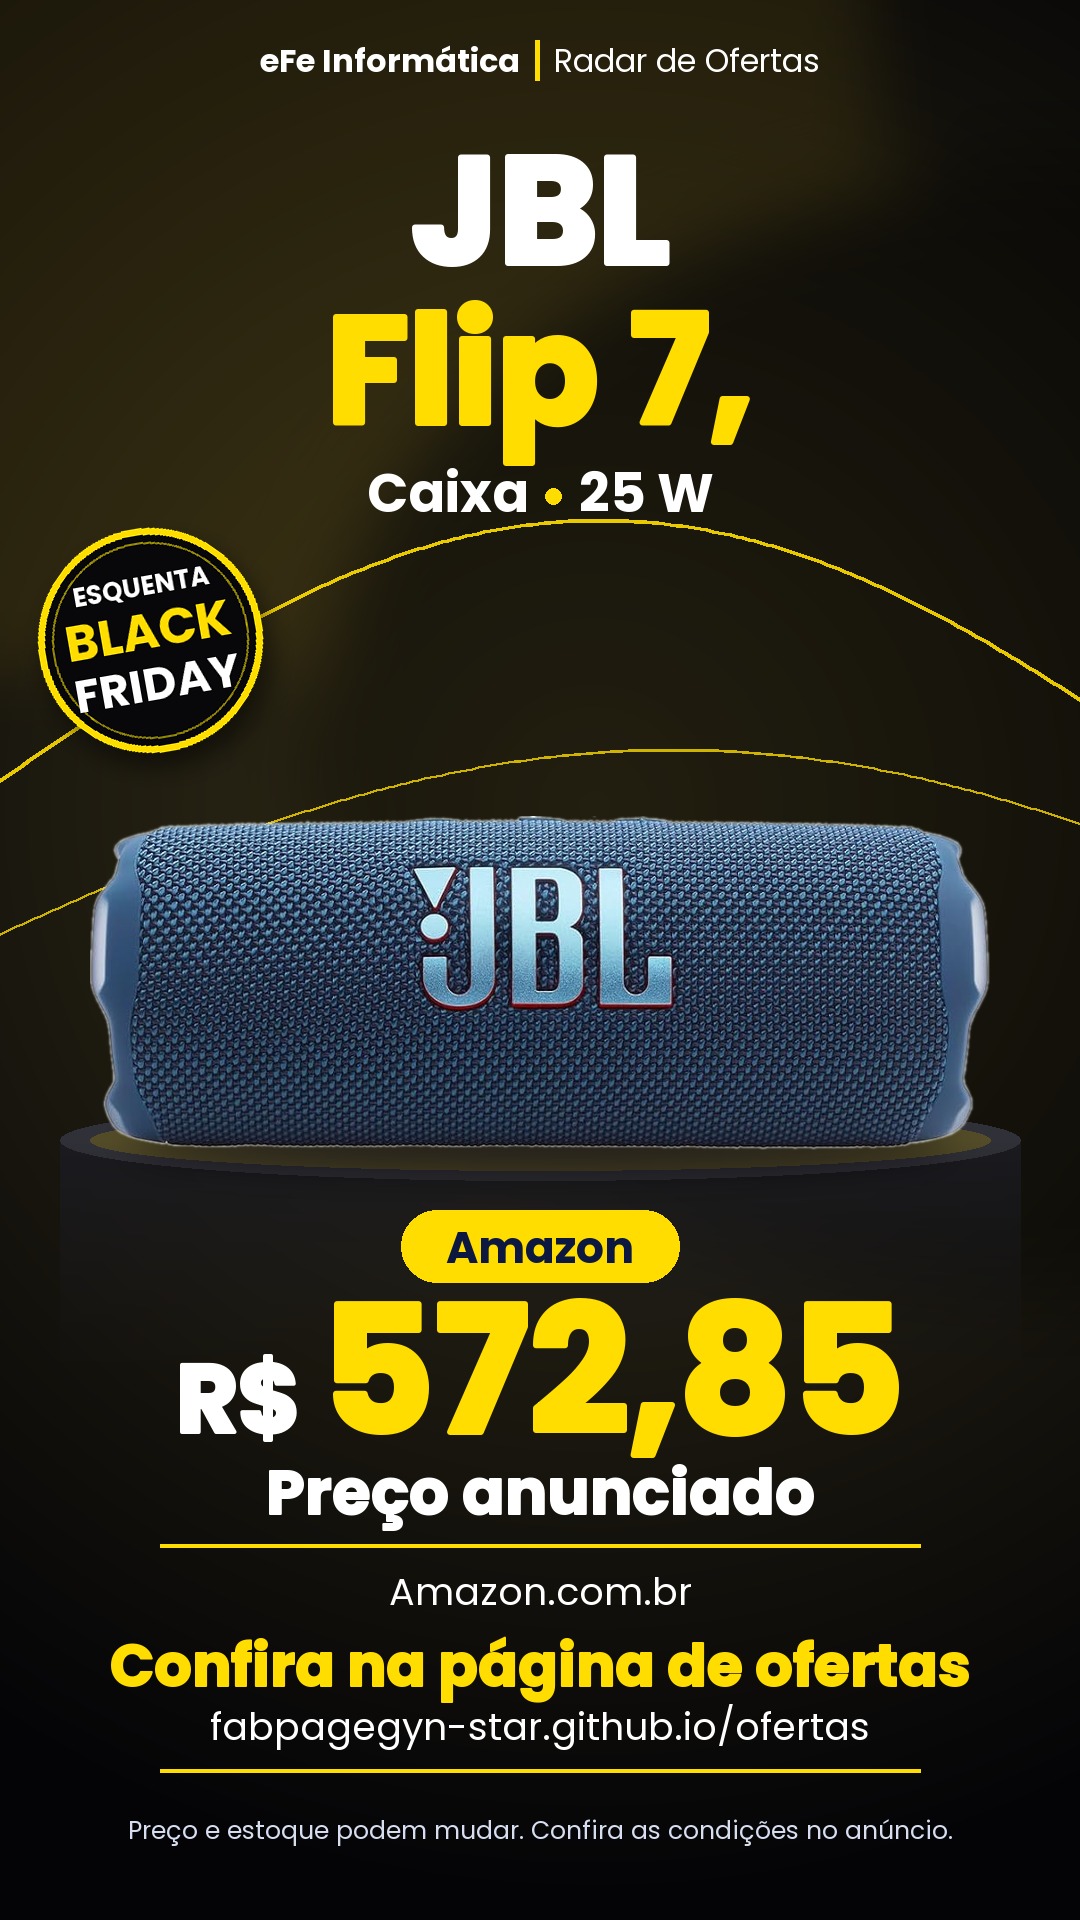 eFe Informática | Radar de Ofertas
JBL
Flip 7,
Caixa • 25 W
ESQUENTA
BLACK
FRIDAY
JBL
Amazon
R$ 572,85
Preço anunciado
Amazon.com.br
Confira na página de ofertas
fabpagegyn-star.github.io/ofertas
Preço e estoque podem mudar. Confira as condições no anúncio.